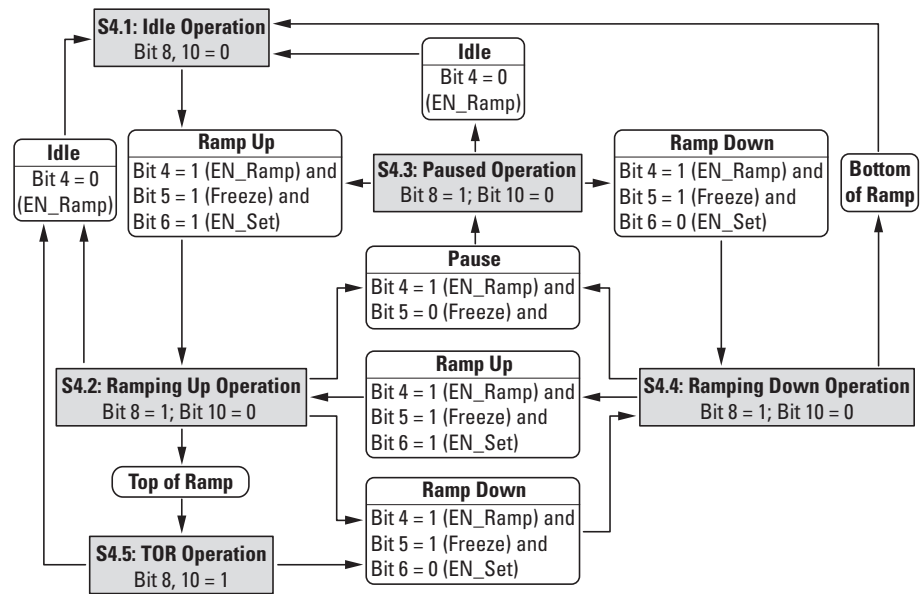 S4.1: Idle Operation
Bit 8, 10 = 0
Idle
Bit 4 = 0
(EN_Ramp)
Idle
Bit 4 = 0
(EN_Ramp)
Ramp Up
Bit 4 = 1 (EN_Ramp) and
Bit 5 = 1 (Freeze) and
Bit 6 = 1 (EN_Set)
S4.3: Paused Operation
Bit 8 = 1; Bit 10 = 0
Ramp Down
Bit 4 = 1 (EN_Ramp) and
Bit 5 = 1 (Freeze) and
Bit 6 = 0 (EN_Set)
Bottom
of Ramp
Pause
Bit 4 = 1 (EN_Ramp) and
Bit 5 = 0 (Freeze) and
S4.2: Ramping Up Operation
Bit 8 = 1; Bit 10 = 0
Ramp Up
Bit 4 = 1 (EN_Ramp) and
Bit 5 = 1 (Freeze) and
Bit 6 = 1 (EN_Set)
S4.4: Ramping Down Operation
Bit 8 = 1; Bit 10 = 0
Top of Ramp
Ramp Down
Bit 4 = 1 (EN_Ramp) and
Bit 5 = 1 (Freeze) and
Bit 6 = 0 (EN_Set)
S4.5: TOR Operation
Bit 8, 10 = 1